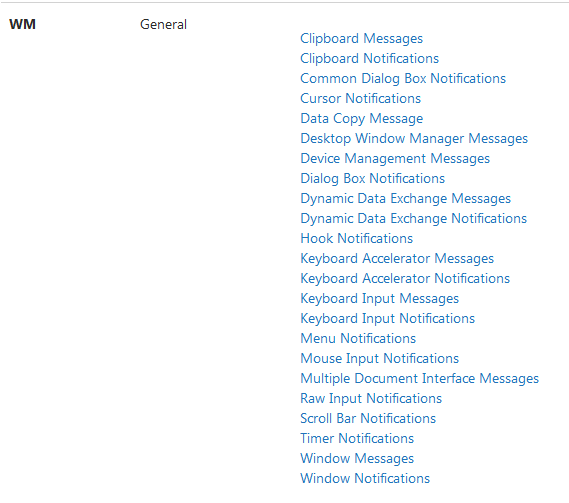 WM General
Clipboard Messages
Clipboard Notifications
Common Dialog Box Notifications
Cursor Notifications
Data Copy Message
Desktop Window Manager Messages
Device Management Messages
Dialog Box Notifications
Dynamic Data Exchange Messages
Dynamic Data Exchange Notifications
Hook Notifications
Keyboard Accelerator Messages
Keyboard Accelerator Notifications
Keyboard Input Messages
Keyboard Input Notifications
Menu Notifications
Mouse Input Notifications
Multiple Document Interface Messages
Raw Input Notifications
Scroll Bar Notifications
Timer Notifications
Window Messages
Window Notifications